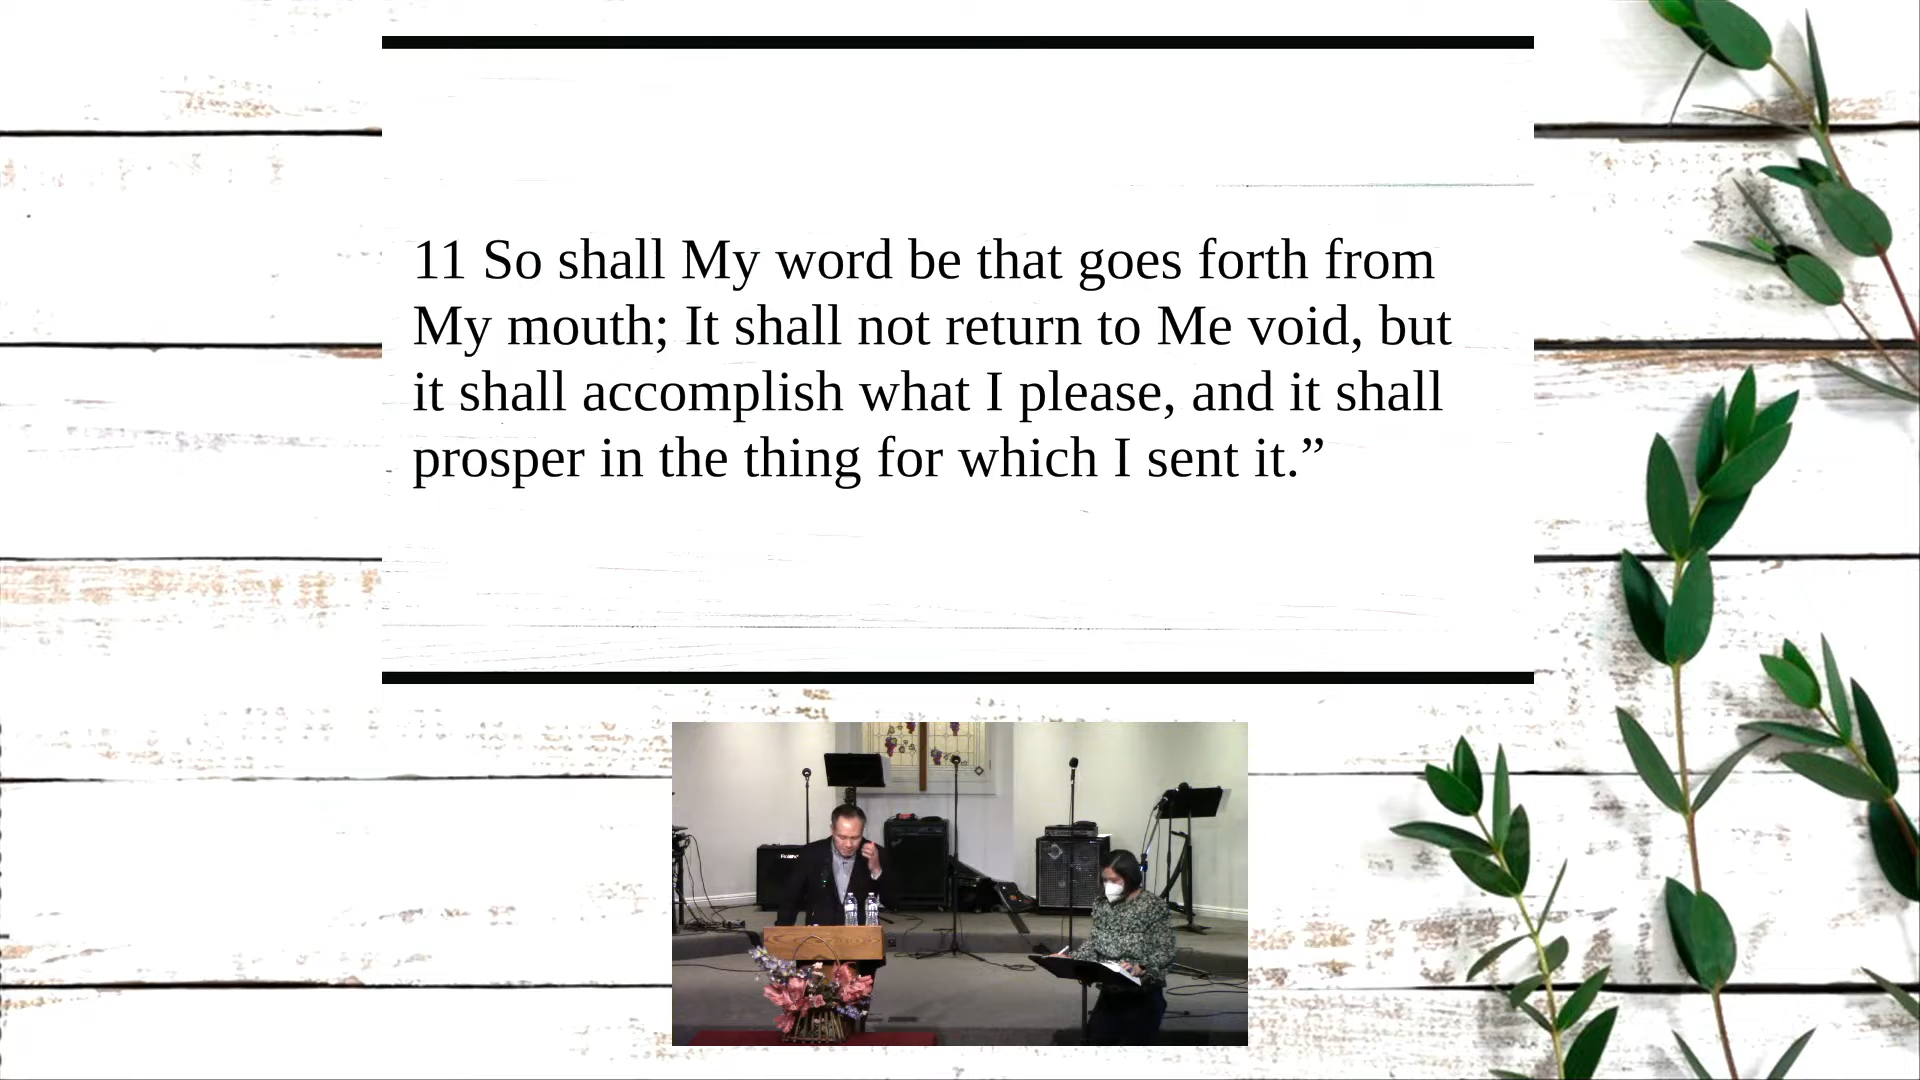 11 So shall My word be that goes forth from
My mouth; It shall not return to Me void, but
it shall accomplish what I please, and it shall
prosper in the thing for which I sent it.”
Roland